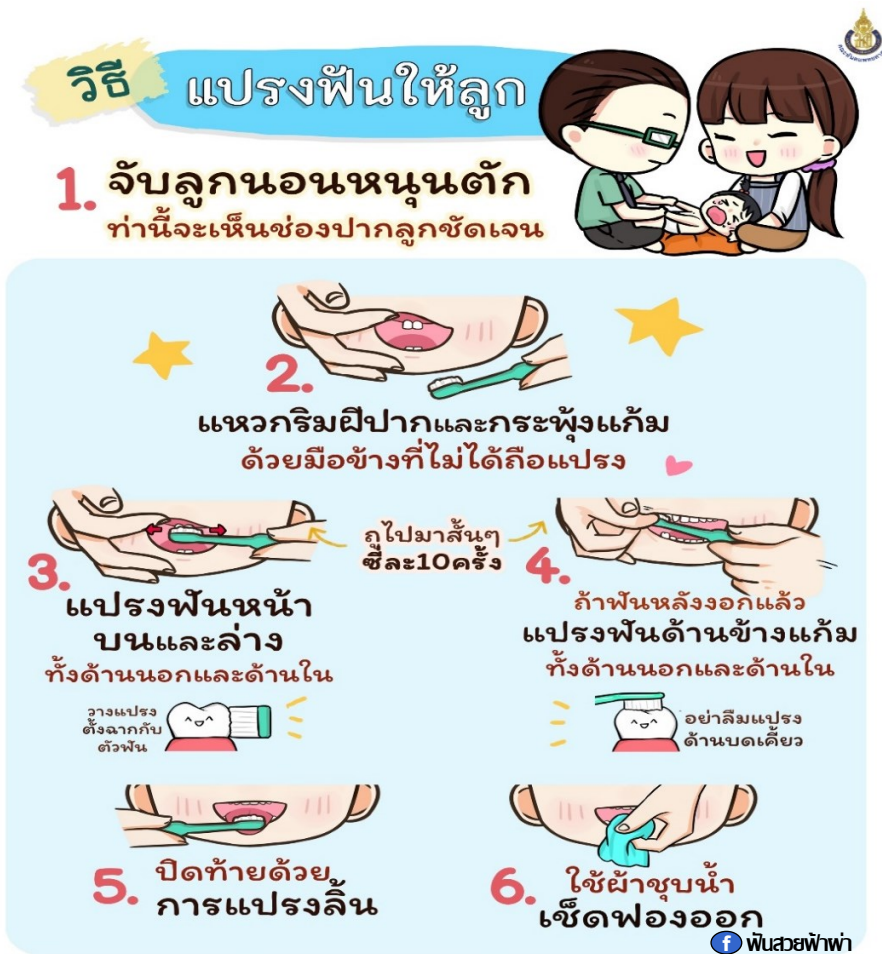 วิธี
แปรงฟันให้ลูก
1. จับลูกนอนหนุนตัก
ท่านี้จะเห็นช่องปากลูกชัดเจน
2.
แหวกริมฝีปากและกระพุ้งแก้ม
ด้วยมือข้างที่ไม่ได้ถือแปรง
ถูไปมาสั้นๆ
ซี่ละ10ครั้ง
3.
แปรงฟันหน้า
บนและล่าง
ทั้งด้านนอกและด้านใน
วางแปรง
ตั้งฉากกับ
ตัวฟัน
4.
ถ้าฟันหลังงอกแล้ว
แปรงฟันด้านข้างแก้ม
ทั้งด้านนอกและด้านใน
อย่าลืมแปรง
ด้านบดเคี้ยว
5. ปิดท้ายด้วย
การแปรงลิ้น
6. ใช้ผ้าชุบน้ำ
เช็ดฟองออก
f ฟันสวยฟ้าผ่า